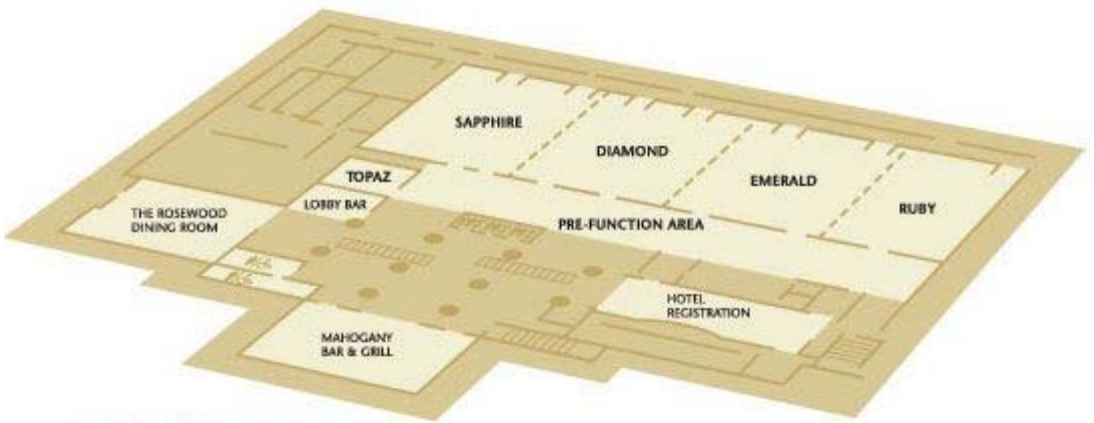 SAPPHIRE
DIAMOND
EMERALD
RUBY
TOPAZ
LOBBY BAR
THE ROSEWOOD
DINING ROOM
PRE-FUNCTION AREA
HOTEL
REGISTRATION
MAHOGANY
BAR & GRILL